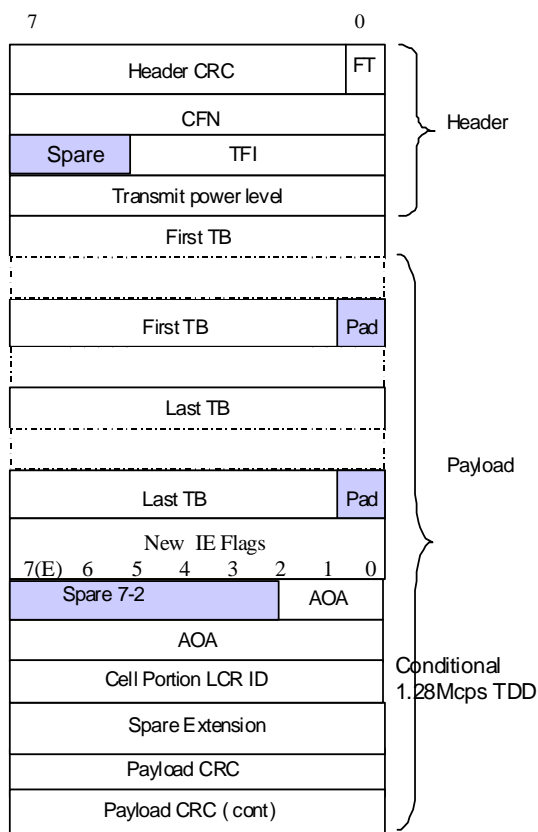 7 0
Header CRC FT
CFN
Header
Spare TFI
Transmit power level
First TB
First TB Pad
Last TB
Payload
Last TB Pad
New IE Flags
7(E) 6 5 4 3 2 1 0
Spare 7-2 AOA
AOA
Conditional
1.28Mcps TDD
Cell Portion LCR ID
Spare Extension
Payload CRC
Payload CRC ( cont)